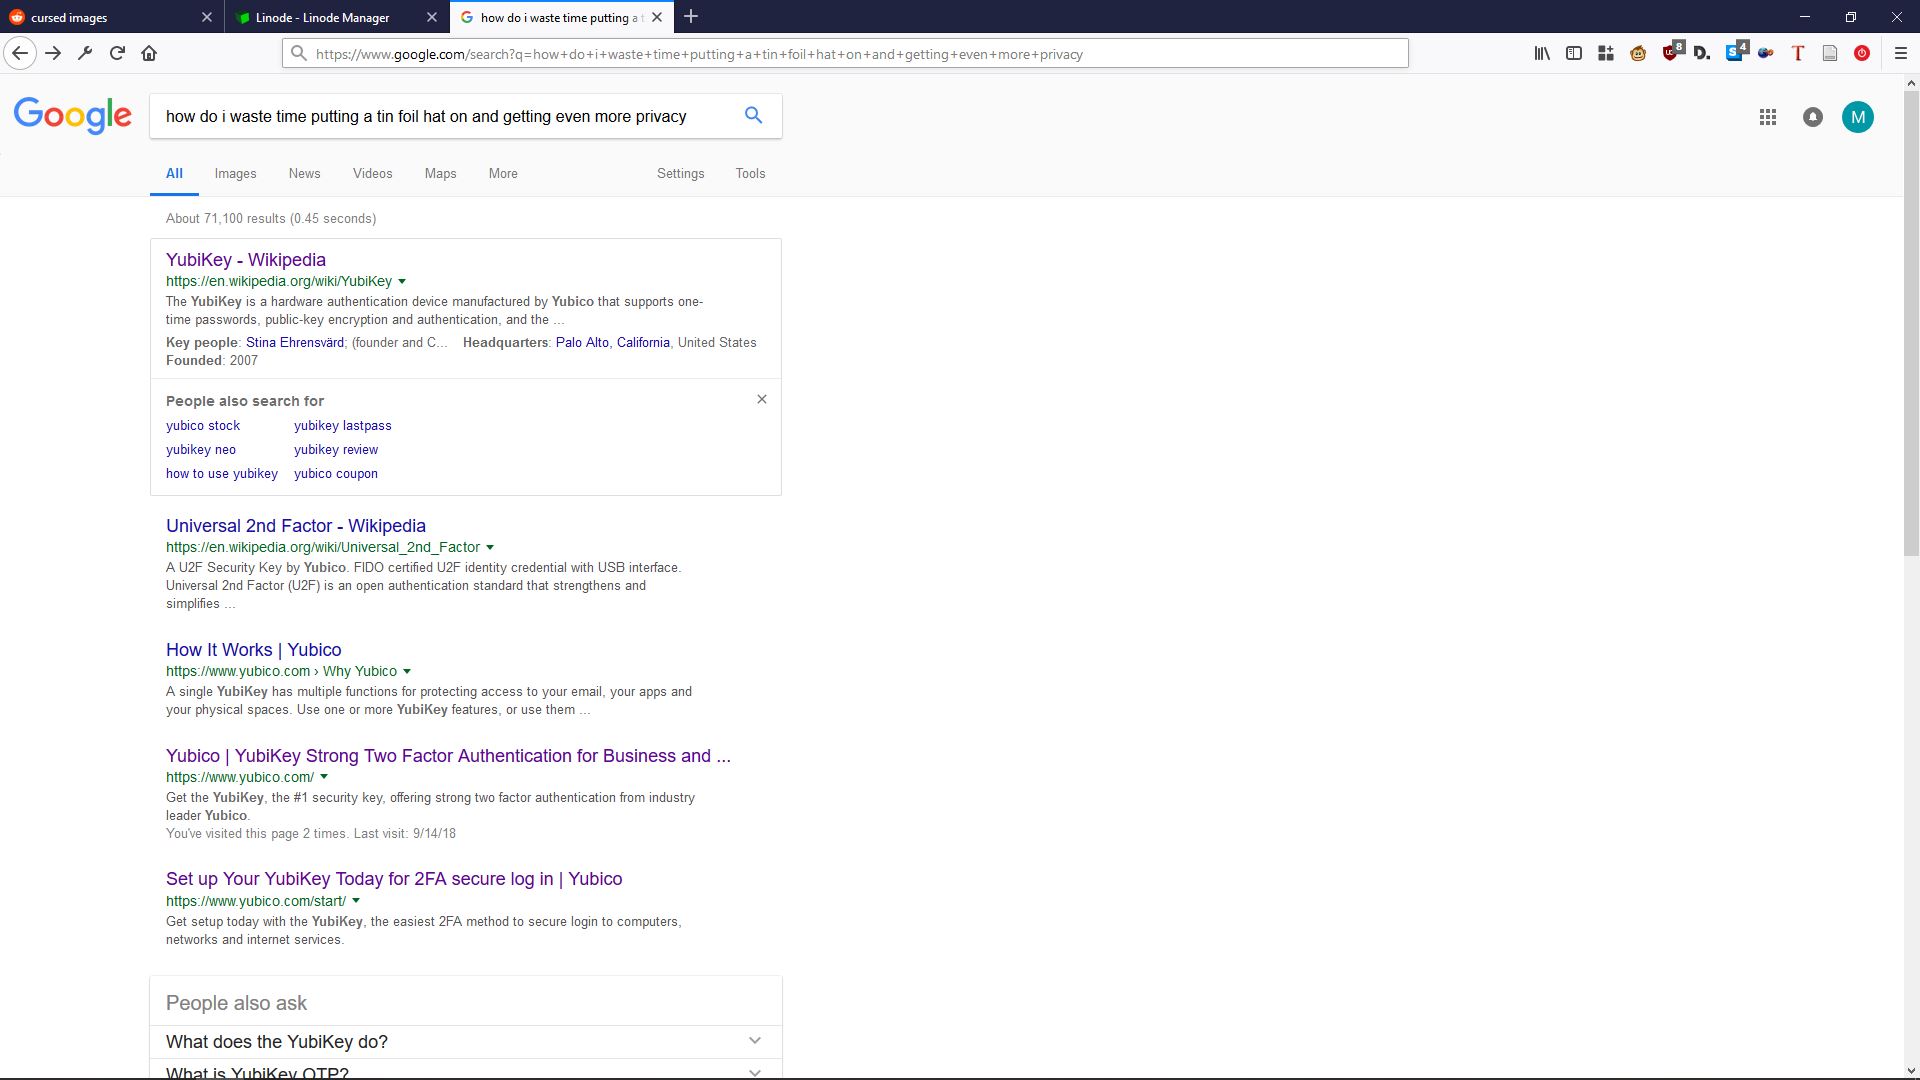 cursed images
Linode - Linode Manager
how do i waste time putting a t
https://www.google.com/search?q=how+do+i+waste+time+putting+a+tin+foil+hat+on+and+getting+even+more+privacy
8
D.
4
T
Google
how do i waste time putting a tin foil hat on and getting even more privacy
M
All Images News Videos Maps More Settings Tools
About 71,100 results (0.45 seconds)
YubiKey - Wikipedia
https://en.wikipedia.org/wiki/YubiKey
The YubiKey is a hardware authentication device manufactured by Yubico that supports one-
time passwords, public-key encryption and authentication, and the ...
Key people: Stina Ehrensvärd; (founder and C... Headquarters: Palo Alto, California, United States
Founded: 2007
People also search for
yubico stock yubikey lastpass
yubikey neo yubikey review
how to use yubikey yubico coupon
Universal 2nd Factor - Wikipedia
https://en.wikipedia.org/wiki/Universal_2nd_Factor
A U2F Security Key by Yubico. FIDO certified U2F identity credential with USB interface.
Universal 2nd Factor (U2F) is an open authentication standard that strengthens and
simplifies ...
How It Works | Yubico
https://www.yubico.com › Why Yubico
A single YubiKey has multiple functions for protecting access to your email, your apps and
your physical spaces. Use one or more YubiKey features, or use them ...
Yubico | YubiKey Strong Two Factor Authentication for Business and ...
https://www.yubico.com/
Get the YubiKey, the #1 security key, offering strong two factor authentication from industry
leader Yubico.
You've visited this page 2 times. Last visit: 9/14/18
Set up Your YubiKey Today for 2FA secure log in | Yubico
https://www.yubico.com/start/
Get setup today with the YubiKey, the easiest 2FA method to secure login to computers,
networks and internet services.
People also ask
What does the YubiKey do?
What is YubiKey OTP?